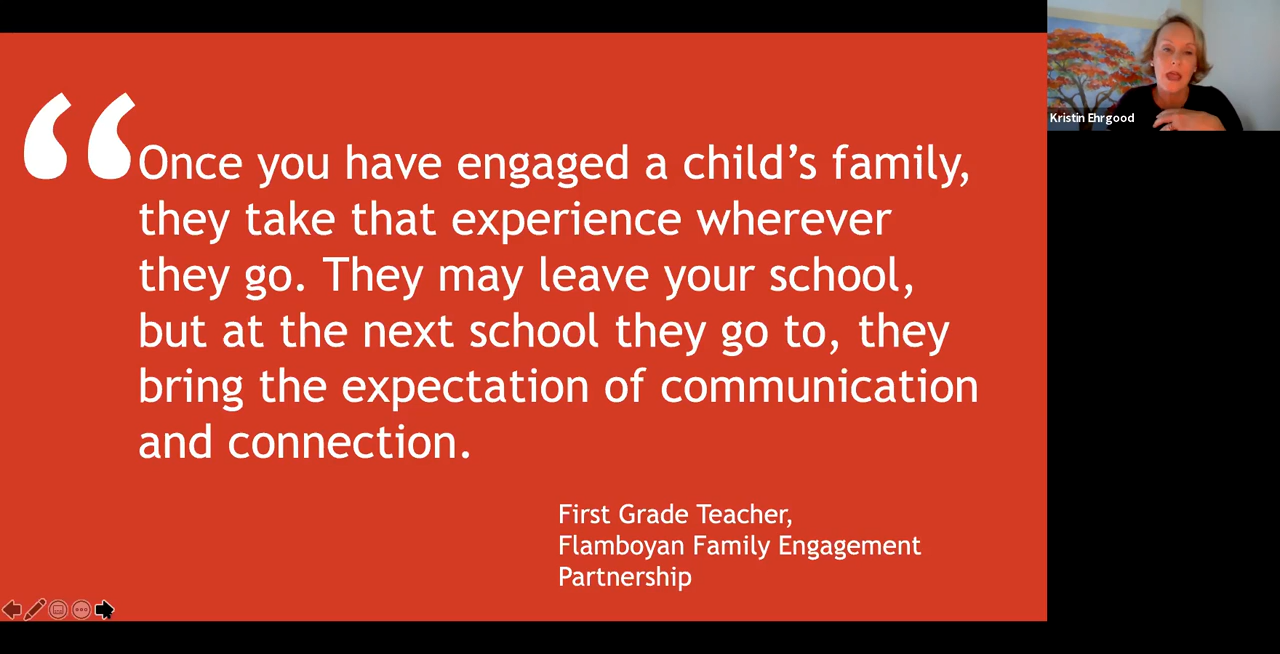 “Once you have engaged a child’s family,
they take that experience wherever
they go. They may leave your school,
but at the next school they go to, they
bring the expectation of communication
and connection.
First Grade Teacher,
Flamboyan Family Engagement
Partnership
Kristin Ehrgood